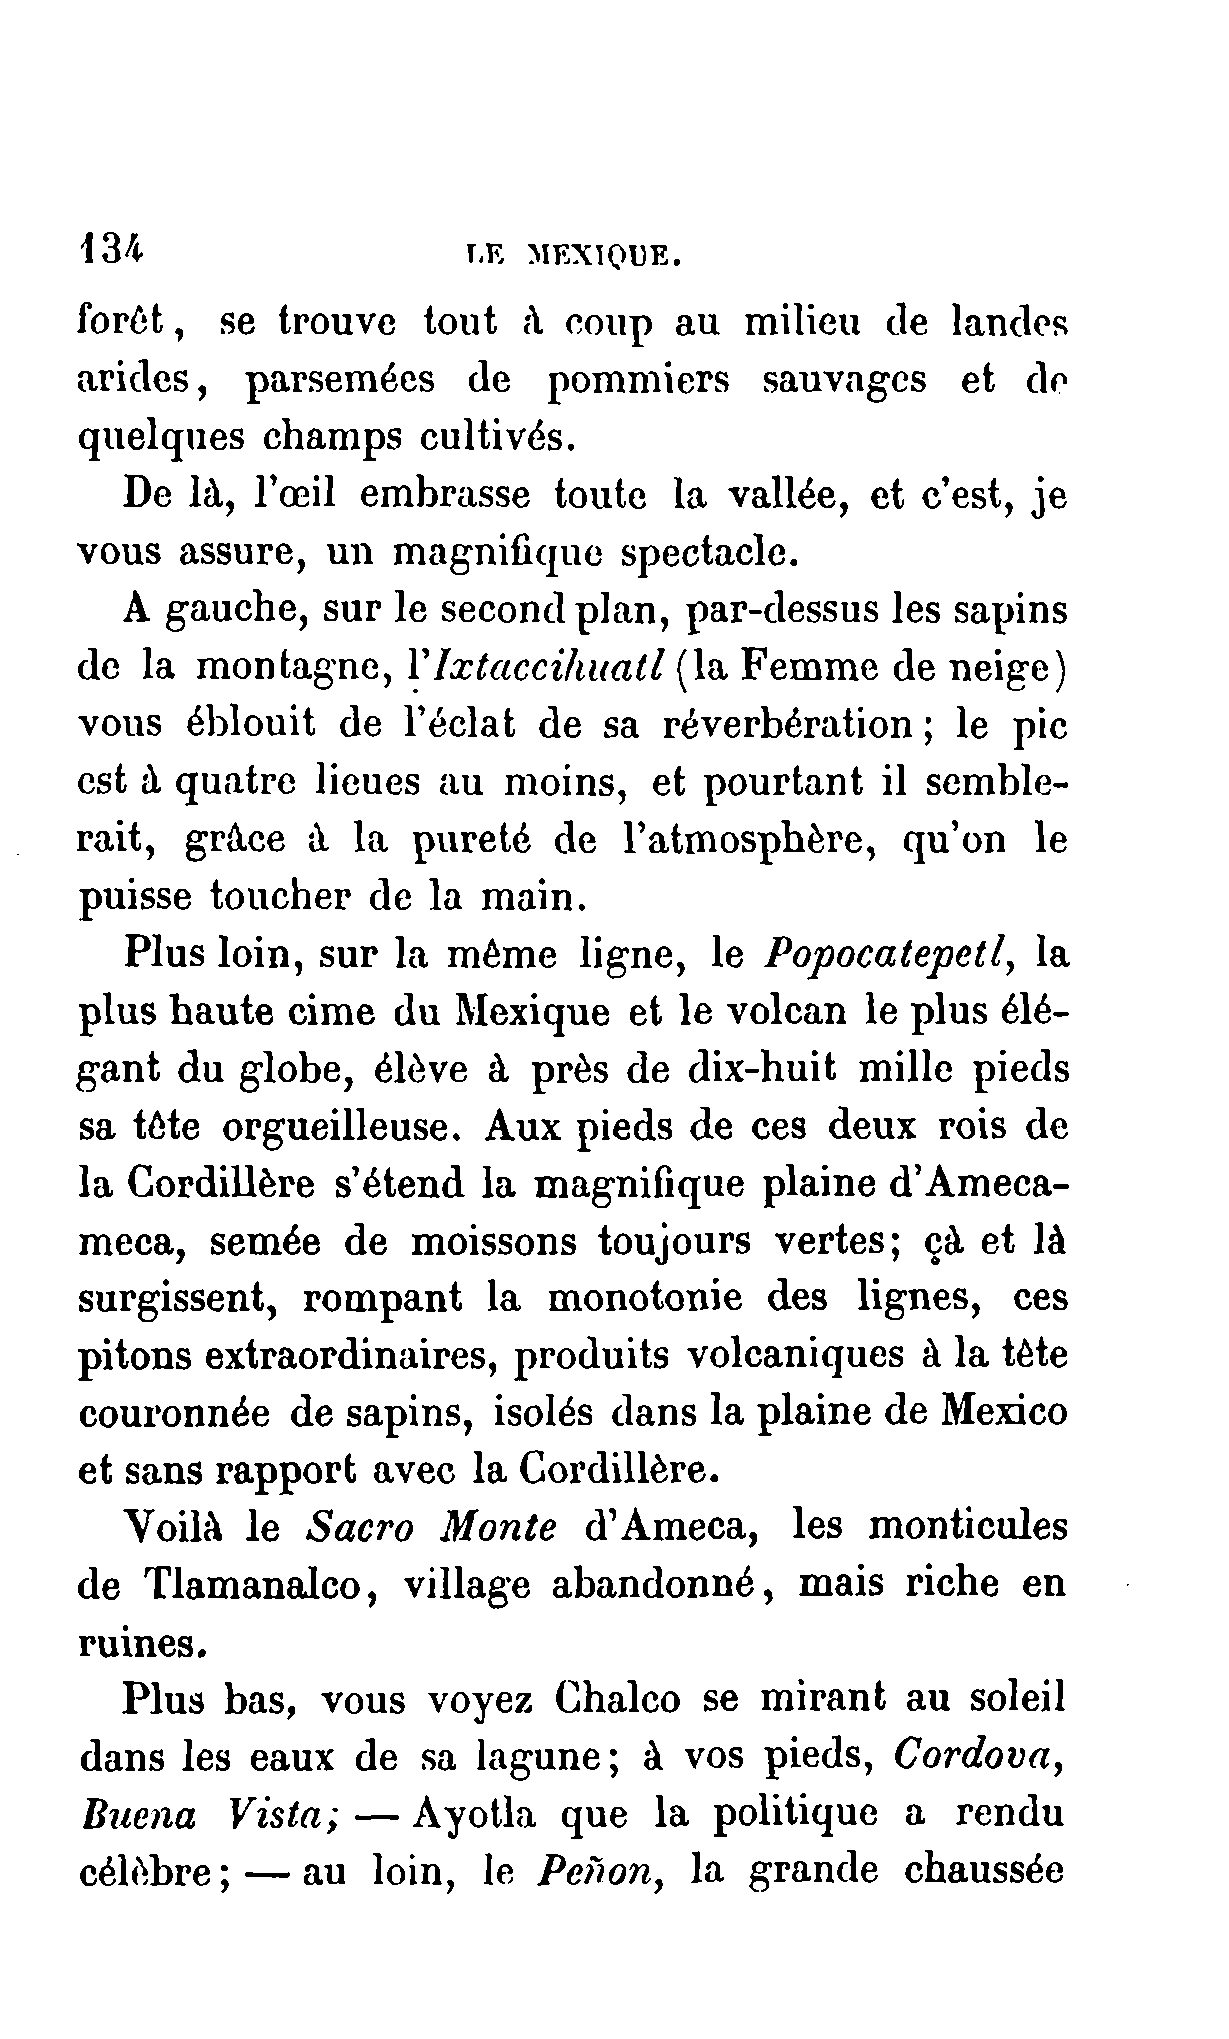 134 LE MEXIQUE.
forêt, se trouve tout à coup au milieu de landes
arides, parsemées de pommiers sauvages et de
quelques champs cultivés.
De là, l'œil embrasse toute la vallée, et c'est, je
vous assure, un magnifique spectacle.
A gauche, sur le second plan, par-dessus les sapins
de la montagne, l'Ixtaccihuatl (la Femme de neige)
vous éblouit de l'éclat de sa réverbération; le pic
est à quatre lieues au moins, et pourtant il semble-
rait, grâce à la pureté de l'atmosphère, qu'on le
puisse toucher de la main.
Plus loin, sur la même ligne, le Popocatepetl, la
plus haute cime du Mexique et le volcan le plus élé-
gant du globe, élève à près de dix-huit mille pieds
sa tête orgueilleuse. Aux pieds de ces deux rois de
la Cordillère s'étend la magnifique plaine d'Ameca-
meca, semée de moissons toujours vertes; çà et là
surgissent, rompant la monotonie des lignes, ces
pitons extraordinaires, produits volcaniques à la tête
couronnée de sapins, isolés dans la plaine de Mexico
et sans rapport avec la Cordillère.
Voilà le Sacro Monte d'Ameca, les monticules
de Tlamanalco, village abandonné, mais riche en
ruines.
Plus bas, vous voyez Chalco se mirant au soleil
dans les eaux de sa lagune; à vos pieds, Cordova,
Buena Vista; — Ayotla que la politique a rendu
célèbre; — au loin, le Peñon, la grande chaussée